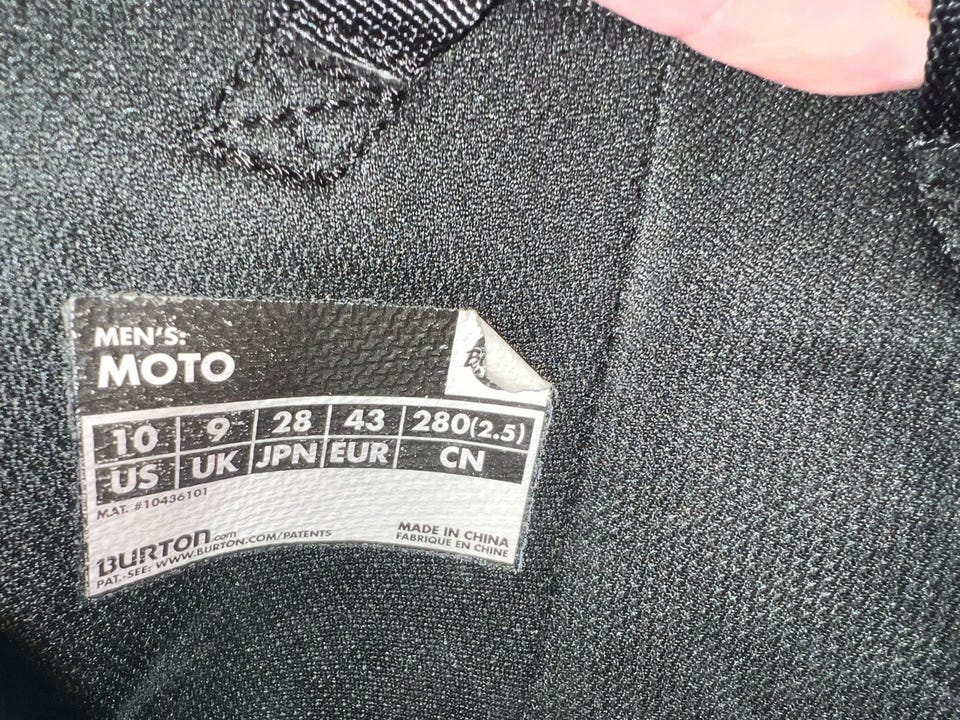 MEN'S:
MOTO
10 9 28 43 280(2.5)
US UK JPN EUR CN
MAT. #10436101
BURTON.com
PAT.-SEE: WWW.BURTON.COM/PATENTS
MADE IN CHINA
FABRIQUE EN CHINE